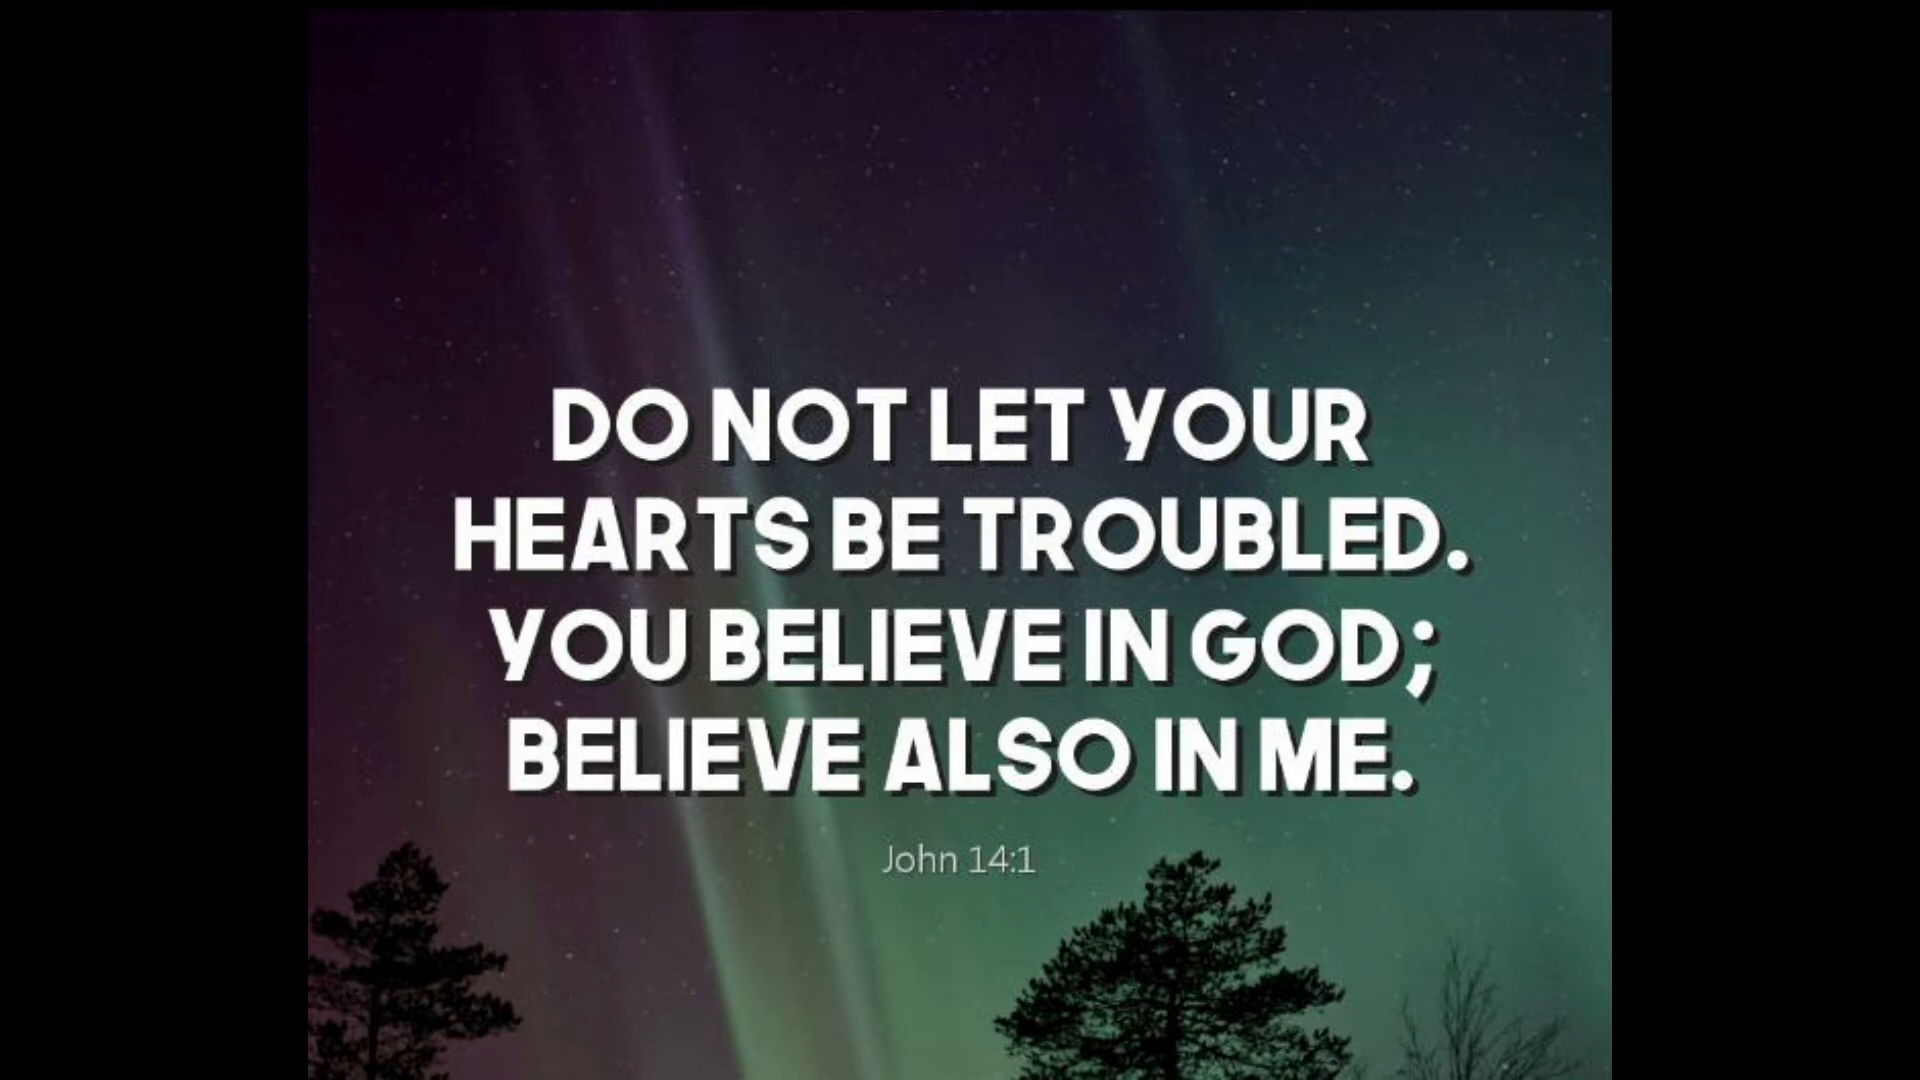 DO NOT LET YOUR
HEARTS BE TROUBLED.
YOU BELIEVE IN GOD;
BELIEVE ALSO IN ME.
John 14:1